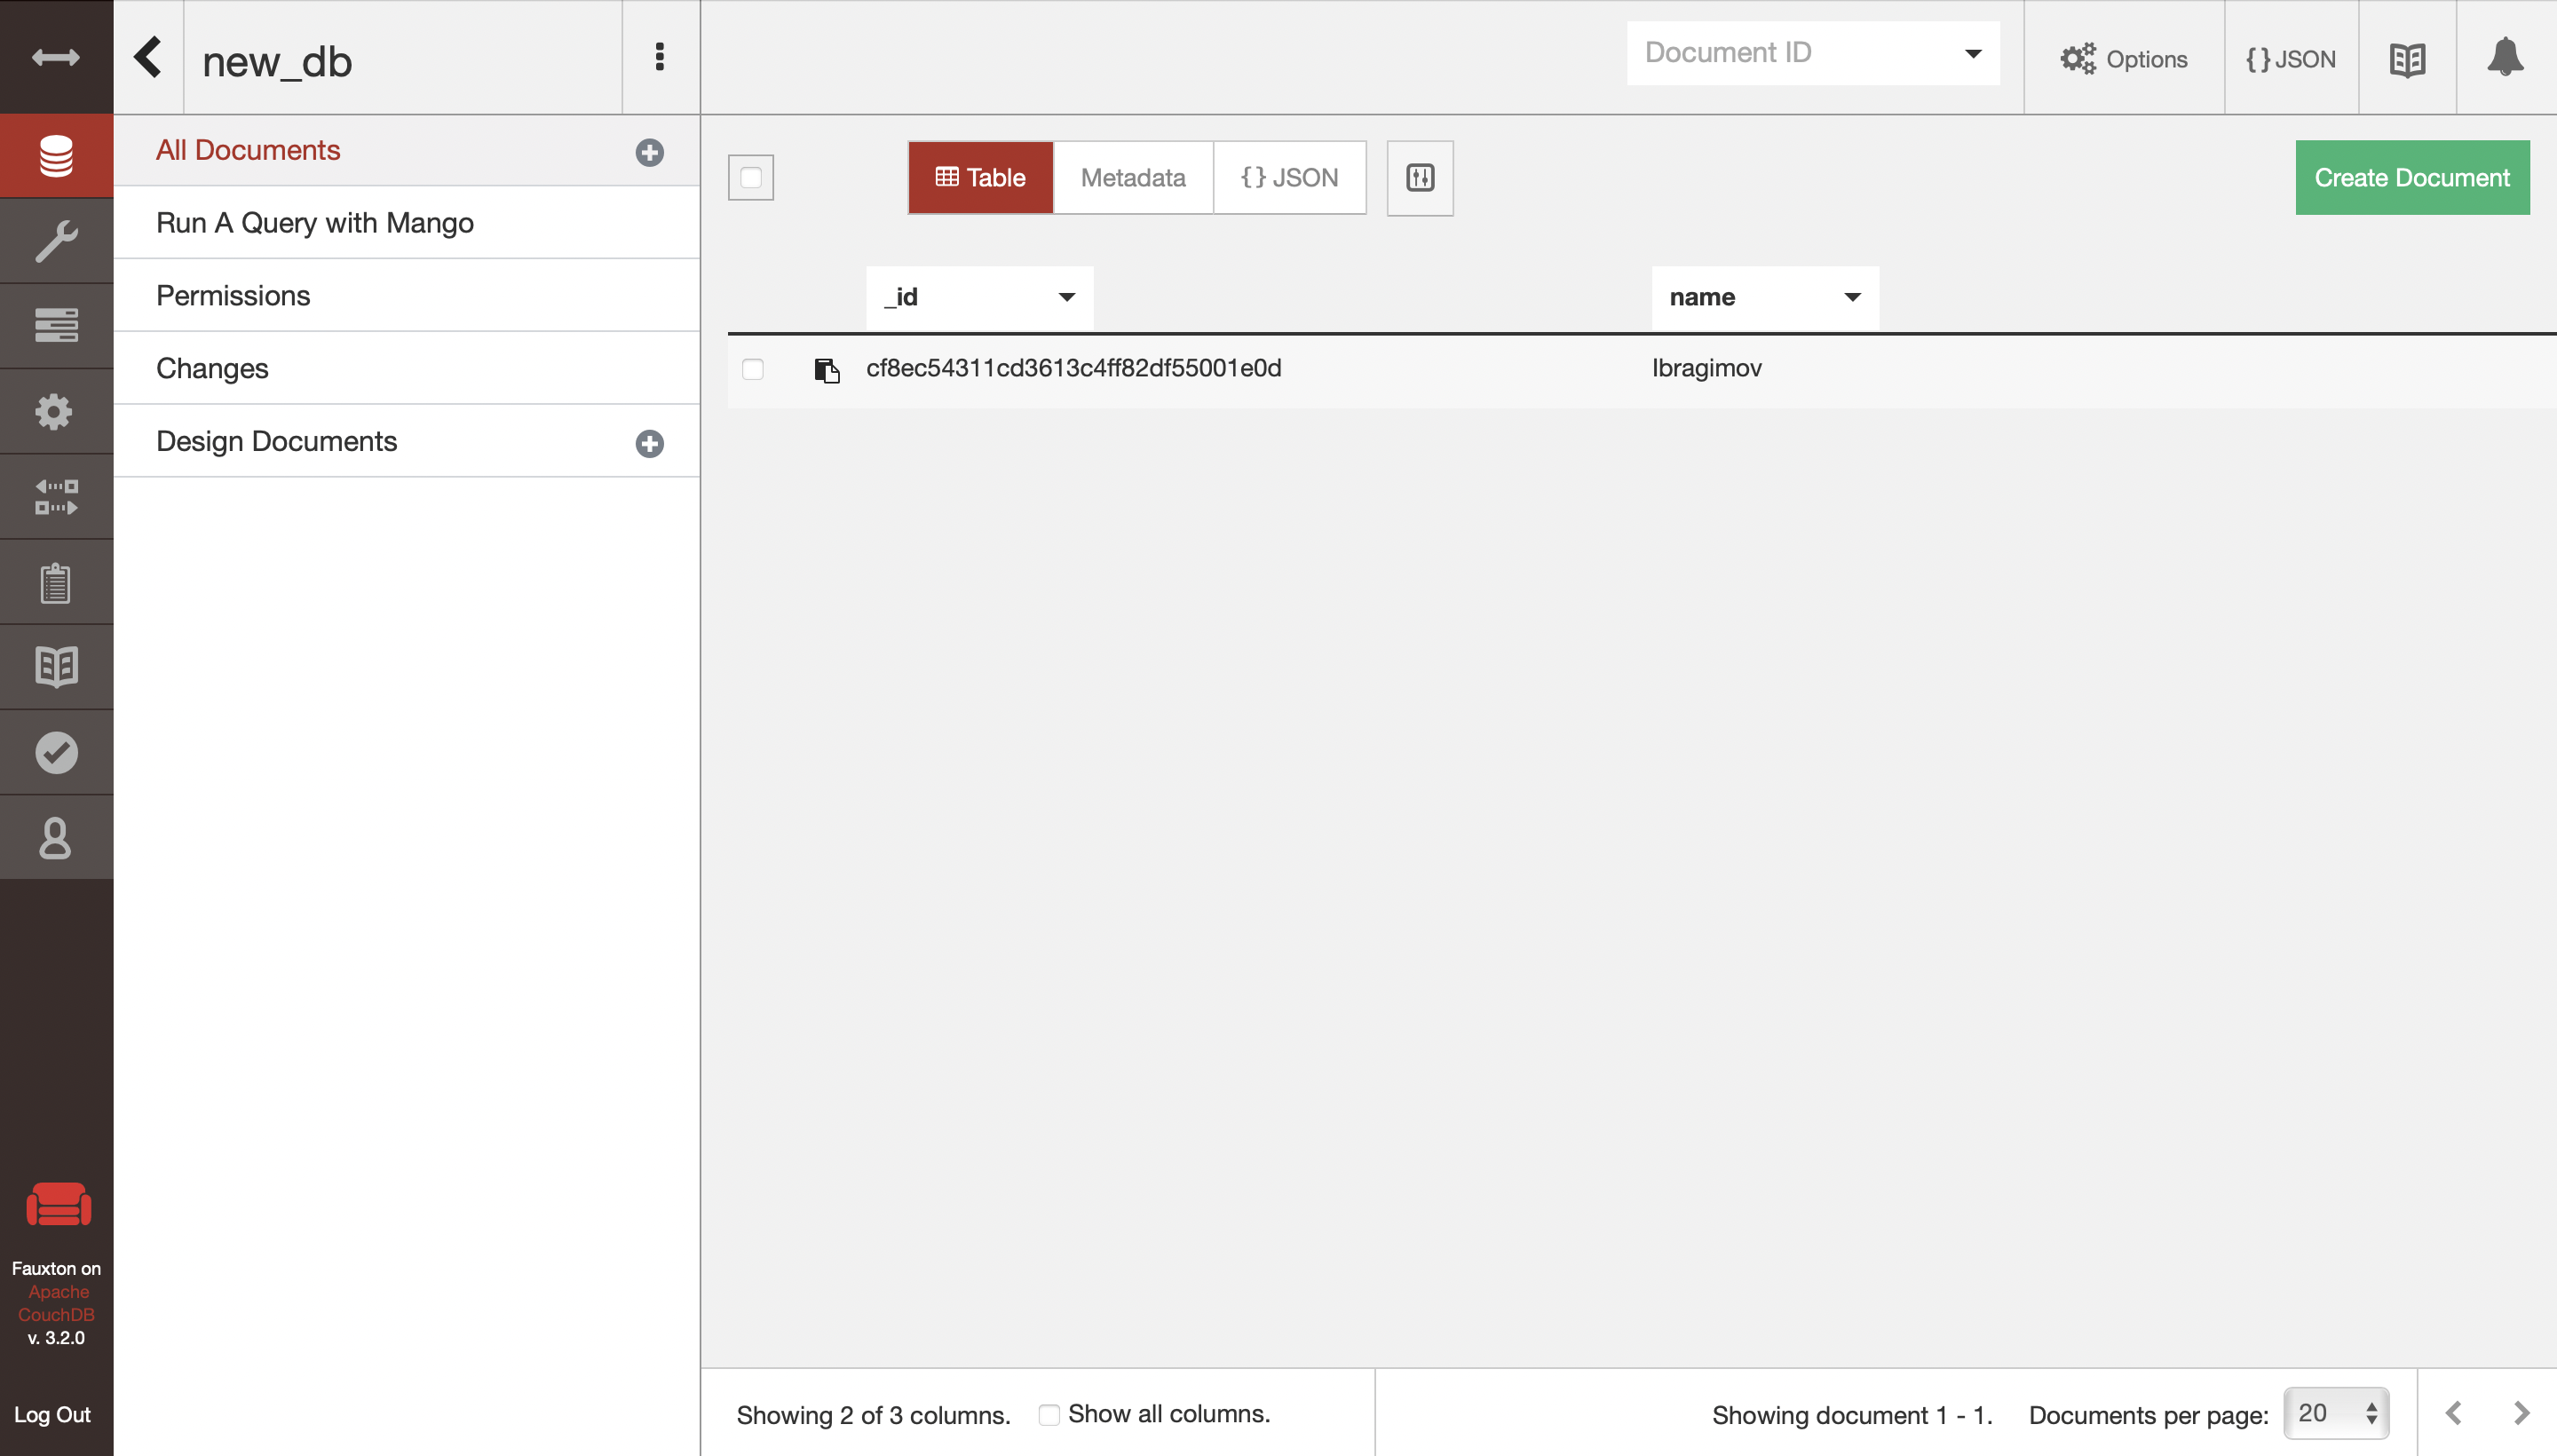 new_db
Document ID
Options
{} JSON
All Documents
Run A Query with Mango
Permissions
Changes
Design Documents
Table
Metadata
{} JSON
Create Document
_id
name
cf8ec54311cd3613c4ff82df55001e0d
Ibragimov
Fauxton on
Apache
CouchDB
v. 3.2.0
Log Out
Showing 2 of 3 columns.
Show all columns.
Showing document 1 - 1.
Documents per page:
20